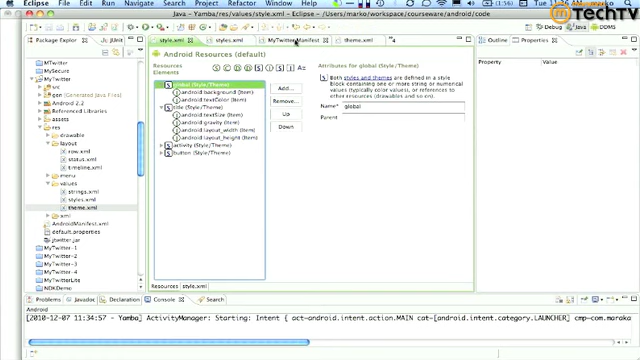 Eclipse File Edit Navigate Search Project Refactor Run Window Help
Java - Yamba/res/values/style.xml - Eclipse - /Users/marko/workspace/courseware/android/code
TechTV
Debug Java DDMS
Package Explorer JUnit
style.xml styles.xml MyTwitter Manifest theme.xml
Outline Properties
Property Value
MTwitter
MyTwitter
src
gen [Generated Java Files]
Android 2.2
Referenced Libraries
assets
res
drawable
layout
row.xml
status.xml
timeline.xml
menu
values
strings.xml
styles.xml
theme.xml
xml
AndroidManifest.xml
default.properties
jtwitter.jar
MyTwitter-1
MyTwitter-2
MyTwitter-3
MyTwitter-4
MyTwitterLite
NDKDemo
Android Resources (default)
Resources Elements
global (Style/Theme)
android:background (Item)
android:textColor (Item)
title (Style/Theme)
android:textSize (Item)
android:gravity (Item)
android:layout_width (Item)
android:layout_height (Item)
activity (Style/Theme)
button (Style/Theme)
Add...
Remove...
Up
Down
Attributes for global (Style/Theme)
Both styles and themes are defined in a style
block containing one or more string or numerical
values (typically color values), or references to
other resources (drawables and so on).
Name* global
Parent
Resources style.xml
Problems Javadoc Declaration Console Search
Android
[2010-12-07 11:34:57 - Yamba] ActivityManager: Starting: Intent { act=android.intent.action.MAIN cat=[android.intent.category.LAUNCHER] cmp=com.maraka